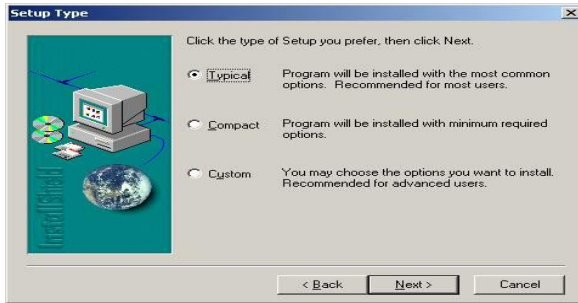 Setup Type
Click the type of Setup you prefer, then click Next.
Typical
Program will be installed with the most common
options. Recommended for most users.
Compact
Program will be installed with minimum required
options.
Custom
You may choose the options you want to install.
Recommended for advanced users.
InstallShield
< Back
Next >
Cancel